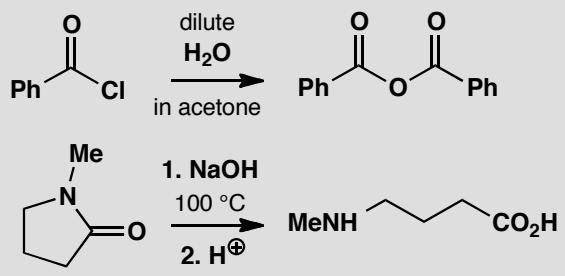 O
Ph
Cl
dilute
H₂O
in acetone
O
O
Ph
O
Ph
Me
N
O
1. NaOH
100 °C
2. H⊕
MeNH
CO₂H